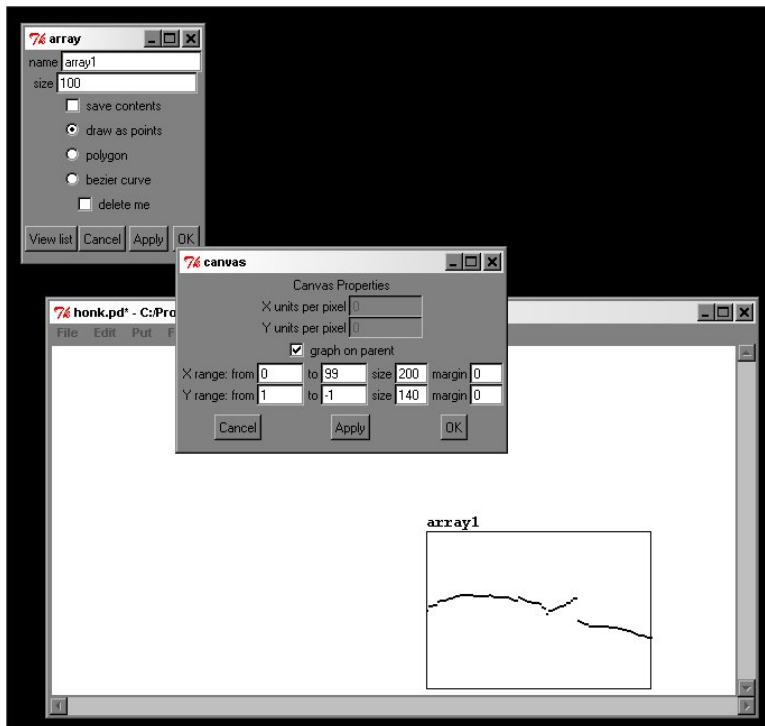 array
name array1
size 100
save contents
draw as points
polygon
bezier curve
delete me
View list Cancel Apply OK
canvas
Canvas Properties
X units per pixel 0
Y units per pixel 0
graph on parent
X range: from 0 to 99 size 200 margin 0
Y range: from 1 to -1 size 140 margin 0
Cancel Apply OK
honk.pd* - C:/Pro
File Edit Put F
array1